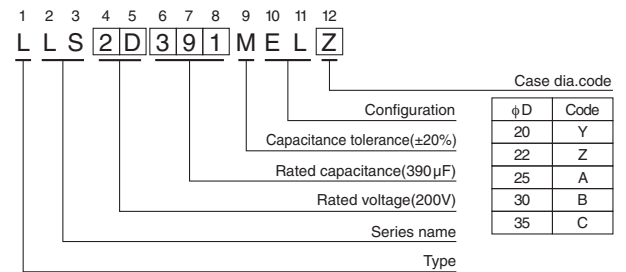 1 2 3 4 5 6 7 8 9 10 11 12
L L S 2 D 3 9 1 M E L Z
Case dia.code
Configuration
Capacitance tolerance(±20%)
Rated capacitance(390µF)
Rated voltage(200V)
Series name
Type
φD Code
20 Y
22 Z
25 A
30 B
35 C